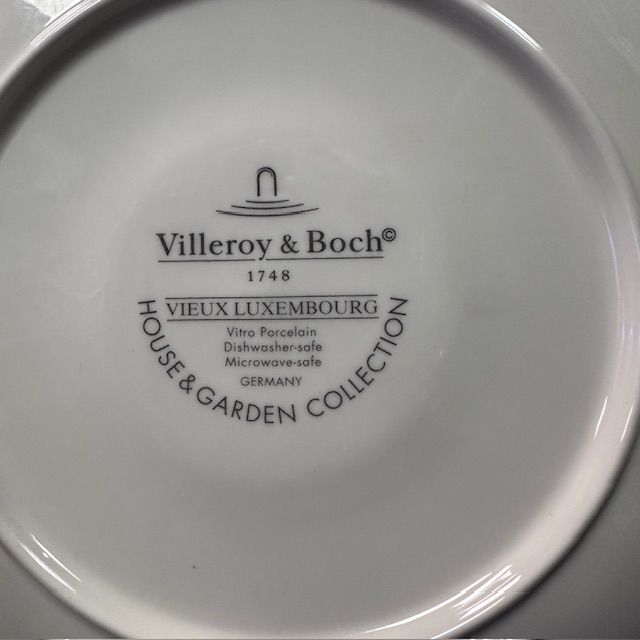 Villeroy & Boch©
1748
VIEUX LUXEMBOURG
Vitro Porcelain
Dishwasher-safe
Microwave-safe
GERMANY
HOUSE & GARDEN COLLECTION